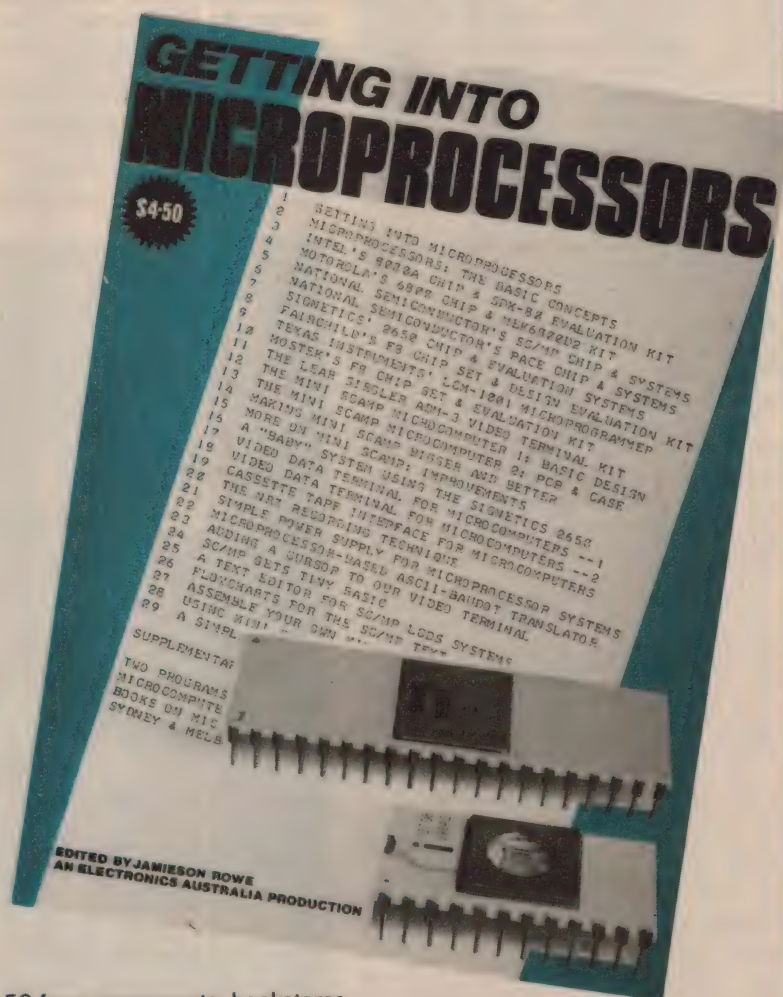 GETTING INTO
MICROPROCESSORS
$4·50
1 GETTING INTO MICROPROCESSORS
2 MICROPROCESSORS: THE BASIC CONCEPTS
3 INTEL'S 8080A CHIP & SDK-80 EVALUATION KIT
4 MOTOROLA'S 6800 CHIP & MEK6800D2 KIT
5 NATIONAL SEMICONDUCTOR'S SC/MP CHIP & SYSTEMS
6 NATIONAL SEMICONDUCTOR'S PACE CHIP & SYSTEMS
7 SIGNETICS' 2650 CHIP & EVALUATION SYSTEMS
8 FAIRCHILD'S F8 CHIP SET & DESIGN EVALUATION KIT
9 TEXAS INSTRUMENTS' LCM-1001 MICROPROGRAMMER
10 MOSTEK'S F8 CHIP SET & EVALUATION KIT
11 THE LEAR SIEGLER ADM-3 VIDEO TERMINAL KIT
12 THE MINI SCAMP MICROCOMPUTER 1: BASIC DESIGN
13 THE MINI SCAMP MICROCOMPUTER 2: PCB & CASE
14 MAKING MINI SCAMP BIGGER AND BETTER
15 MORE ON MINI SCAMP: IMPROVEMENTS
16 A "BABY" SYSTEM USING THE SIGNETICS 2650
17 VIDEO DATA TERMINAL FOR MICROCOMPUTERS --1
18 VIDEO DATA TERMINAL FOR MICROCOMPUTERS --2
19 CASSETTE TAPE INTERFACE FOR MICROCOMPUTERS
20 THE NRZ RECORDING TECHNIQUE
21 SIMPLE POWER SUPPLY FOR MICROPROCESSOR SYSTEMS
22 MICROPROCESSOR-BASED ASCII-BAUDOT TRANSLATOR
23 ADDING A CURSOR TO OUR VIDEO TERMINAL
24 SC/MP GETS TINY BASIC
25 A TEXT EDITOR FOR SC/MP LCDS SYSTEMS
26 FLOWCHARTS FOR THE SC/MP TEXT
27 ASSEMBLE YOUR OWN
28 USING MINI
29 A SIMPL
SUPPLEMENTAR
TWO PROGRAMS
MICROCOMPUTE
BOOKS ON MIC
SYDNEY & MELB
EDITED BY JAMIESON ROWE
AN ELECTRONICS AUSTRALIA PRODUCTION